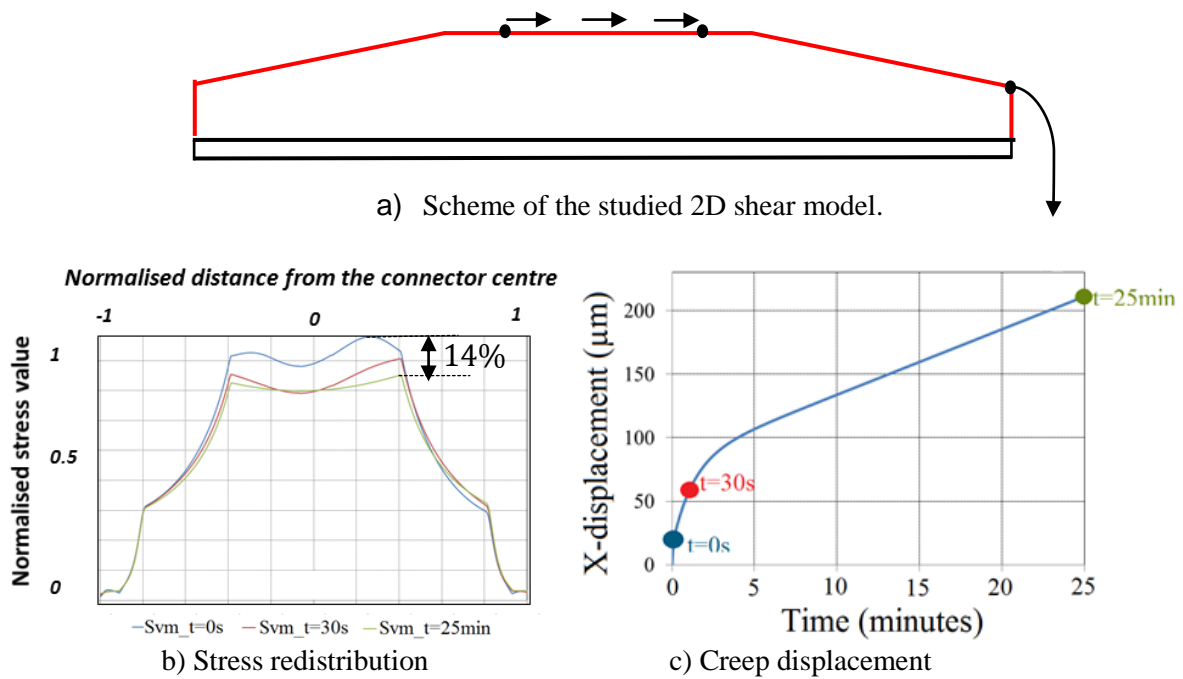 a) Scheme of the studied 2D shear model.
Normalised distance from the connector centre
-1 0 1
Normalised stress value
1
0.5
0
14%
Svm_t=0s Svm_t=30s Svm_t=25min
b) Stress redistribution
X-displacement (µm)
200
150
100
50
0
t=25min
t=30s
t=0s
0 5 10 15 20 25
Time (minutes)
c) Creep displacement